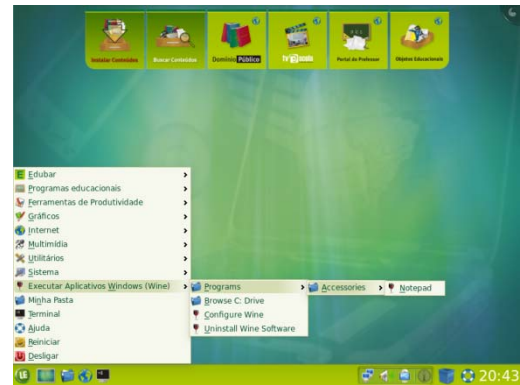 Instalar Conteúdos
Buscar Conteúdos
Domínio Público
tv escola
Portal do Professor
Objetos Educacionais
Edubar
Programas educacionais
Ferramentas de Produtividade
Gráficos
Internet
Multimídia
Utilitários
Sistema
Executar Aplicativos Windows (Wine)
Programs
Accessories
Notepad
Minha Pasta
Browse C: Drive
Terminal
Configure Wine
Ajuda
Uninstall Wine Software
Reiniciar
Desligar
LE
20:43